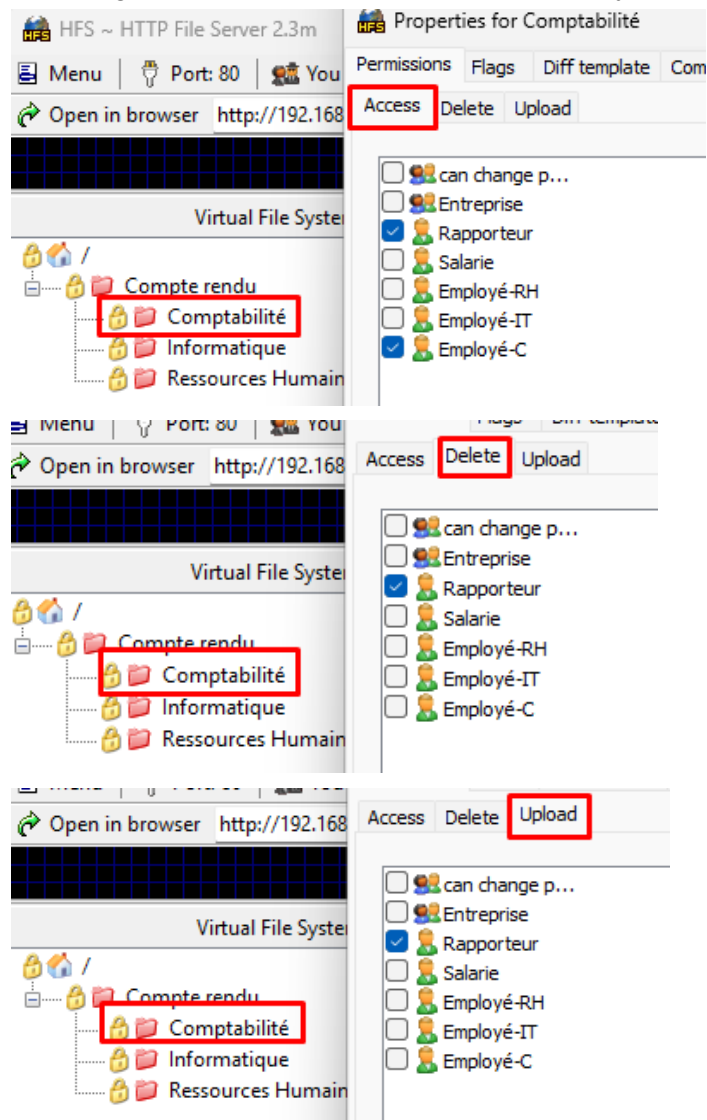 HFS ~ HTTP File Server 2.3m
Properties for Comptabilité
Menu Port: 80 You
Permissions Flags Diff template Com
Open in browser http://192.168
Access Delete Upload
Virtual File Syste
/
Compte rendu
Comptabilité
Informatique
Ressources Humain
can change p...
Entreprise
Rapporteur
Salarie
Employé-RH
Employé-IT
Employé-C
Menu Port: 80 You
Open in browser http://192.168
Access Delete Upload
Virtual File Syste
/
Compte rendu
Comptabilité
Informatique
Ressources Humain
can change p...
Entreprise
Rapporteur
Salarie
Employé-RH
Employé-IT
Employé-C
Open in browser http://192.168
Access Delete Upload
Virtual File Syste
/
Compte rendu
Comptabilité
Informatique
Ressources Humain
can change p...
Entreprise
Rapporteur
Salarie
Employé-RH
Employé-IT
Employé-C